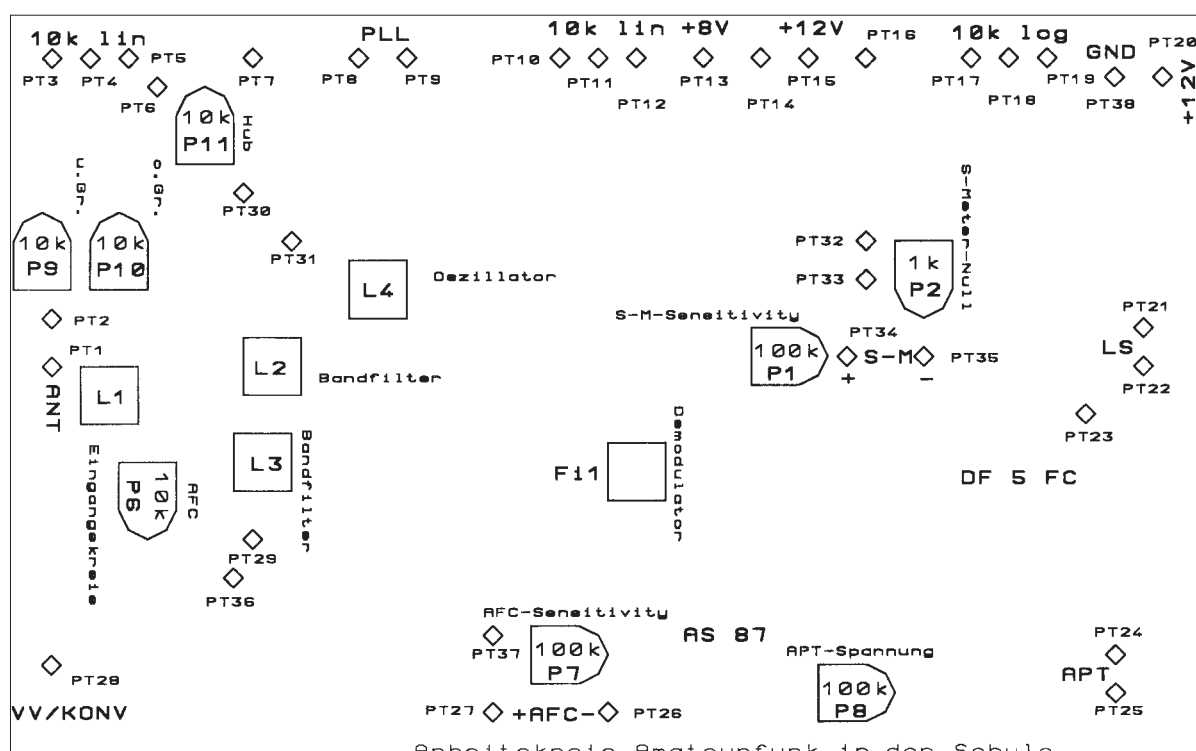 10k lin
PLL
10k lin +8V
+12V
PT16
10k log
GND
PT20
PT3
PT4
PT5
PT7
PT8
PT9
PT10
PT11
PT13
PT15
PT17
PT19
PT38
+12V
PT6
PT12
PT14
PT18
10k
P11
Hub
u.Gr.
o.Gr.
PT30
S-Meter-Null
10k
P9
10k
P10
PT31
PT32
PT33
1k
P2
L4
Oszillator
PT2
S-M-Sensitivity
PT21
PT1
L2
Bandfilter
100k
P1
PT34
+ S-M -
PT35
LS
PT22
ANT
L1
PT23
Eingangskreis
10k
P6
AFC
L3
Bandfilter
Fi1
Demodulator
DF 5 FC
PT29
PT36
AFC-Sensitivity
PT37
100k
P7
AS 87
APT-Spannung
PT24
PT28
100k
P8
APT
PT25
VV/KONV
PT27
+AFC-
PT26
Arbeitskreis Amateurfunk in der Schule